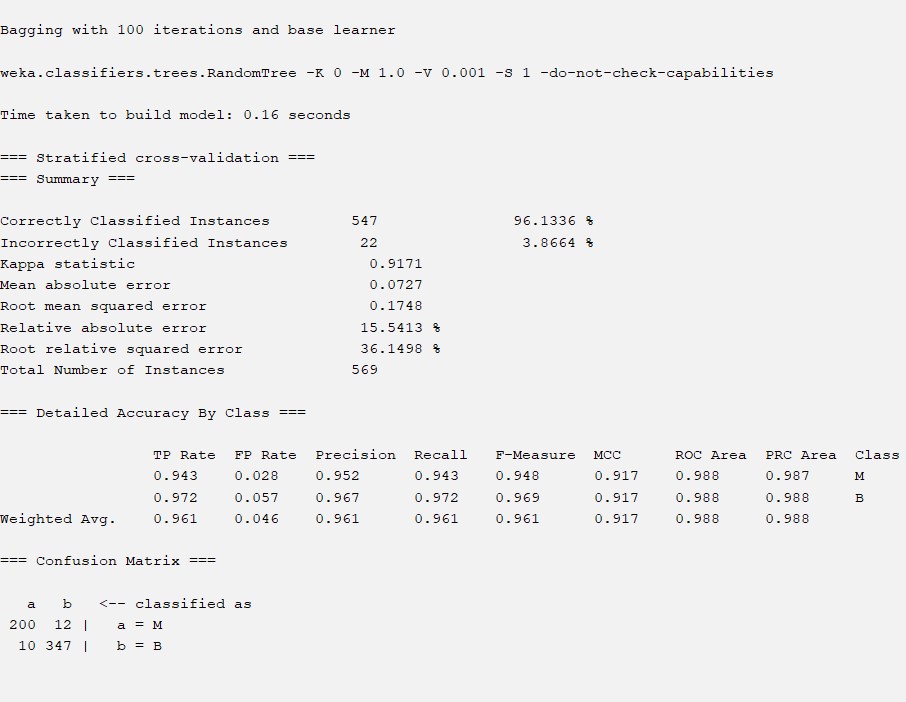 Bagging with 100 iterations and base learner
weka.classifiers.trees.RandomTree -K 0 -M 1.0 -V 0.001 -S 1 -do-not-check-capabilities
Time taken to build model: 0.16 seconds
=== Stratified cross-validation ===
=== Summary ===
Correctly Classified Instances         547               96.1336 %
Incorrectly Classified Instances        22                3.8664 %
Kappa statistic                          0.9171
Mean absolute error                      0.0727
Root mean squared error                  0.1748
Relative absolute error                 15.5413 %
Root relative squared error             36.1498 %
Total Number of Instances              569
=== Detailed Accuracy By Class ===
                 TP Rate  FP Rate  Precision  Recall   F-Measure  MCC      ROC Area  PRC Area  Class
                 0.943    0.028    0.952      0.943    0.948      0.917    0.988     0.987     M
                 0.972    0.057    0.967      0.972    0.969      0.917    0.988     0.988     B
Weighted Avg.    0.961    0.046    0.961      0.961    0.961      0.917    0.988     0.988
=== Confusion Matrix ===
   a   b   <-- classified as
 200  12 |   a = M
  10 347 |   b = B